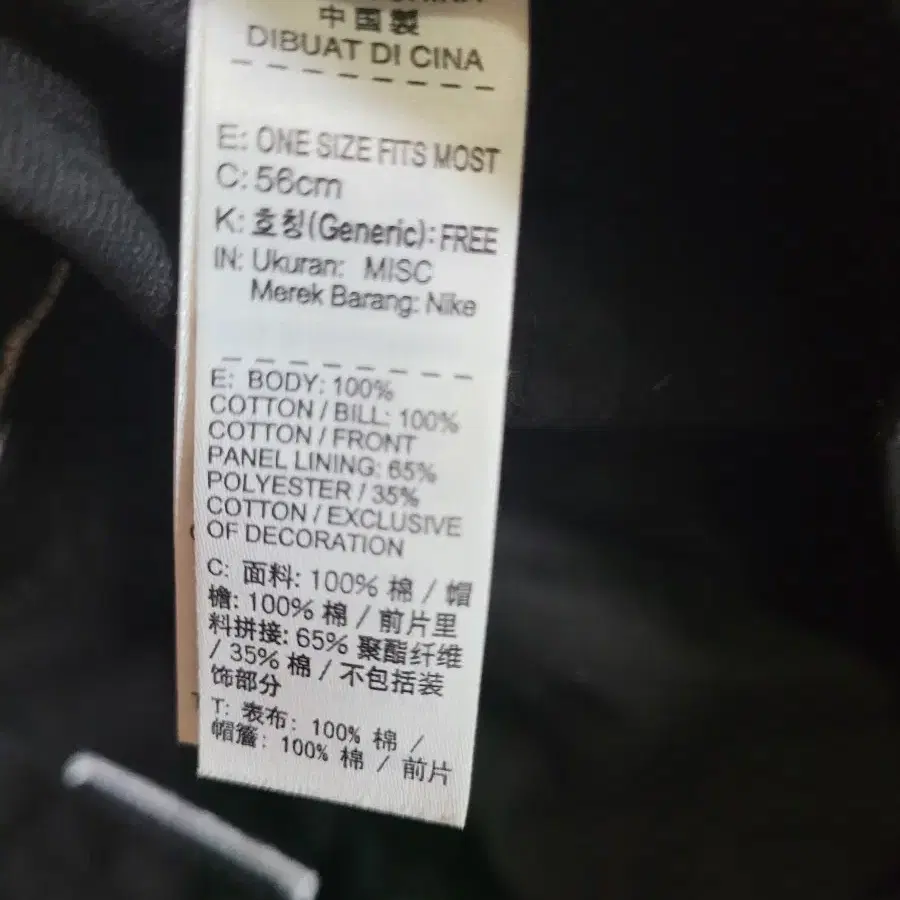 中国製
DIBUAT DI CINA
E: ONE SIZE FITS MOST
C: 56cm
K: 호칭(Generic): FREE
IN: Ukuran: MISC
Merek Barang: Nike
E: BODY: 100%
COTTON / BILL: 100%
COTTON / FRONT
PANEL LINING: 65%
POLYESTER / 35%
COTTON / EXCLUSIVE
OF DECORATION
C: 面料: 100% 棉 / 帽
檐: 100% 棉 / 前片里
料拼接: 65% 聚酯纤维
/ 35% 棉 / 不包括装
饰部分
T: 表布: 100% 棉 /
帽簷: 100% 棉 / 前片